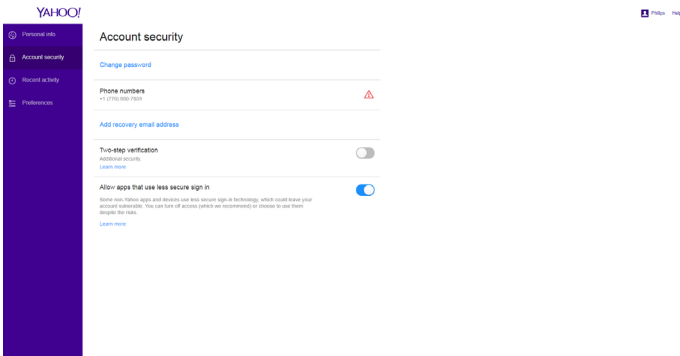 YAHOO!
Philips Help
Personal info
Account security
Recent activity
Preferences
Account security
Change password
Phone numbers
+1 (770)
Add recovery email address
Two-step verification
Additional security.
Learn more
Allow apps that use less secure sign in
Some non-Yahoo apps and devices use less secure sign-in technology, which could leave your
account vulnerable. You can turn off access (which we recommend) or choose to use them
despite the risks.
Learn more